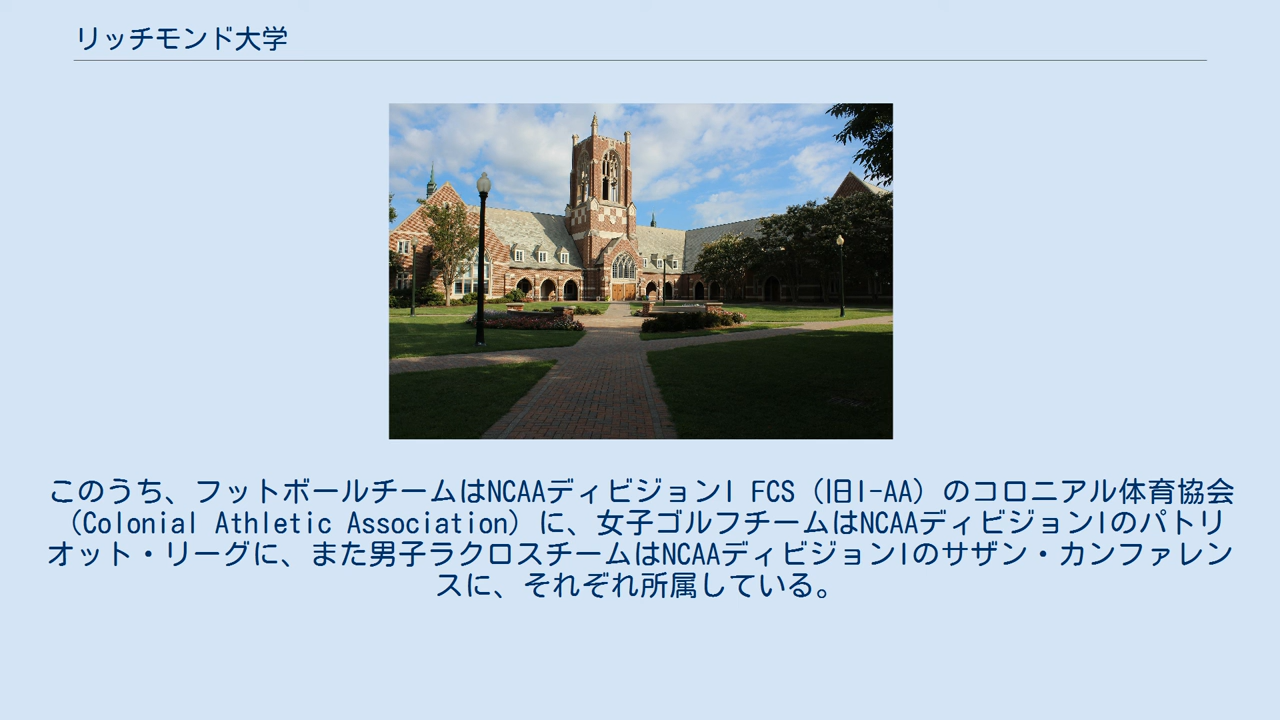 リッチモンド大学
このうち、フットボールチームはNCAAディビジョンI FCS（旧I-AA）のコロニアル体育協会
（Colonial Athletic Association）に、女子ゴルフチームはNCAAディビジョンIのパトリ
オット・リーグに、また男子ラクロスチームはNCAAディビジョンIのサザン・カンファレン
スに、それぞれ所属している。